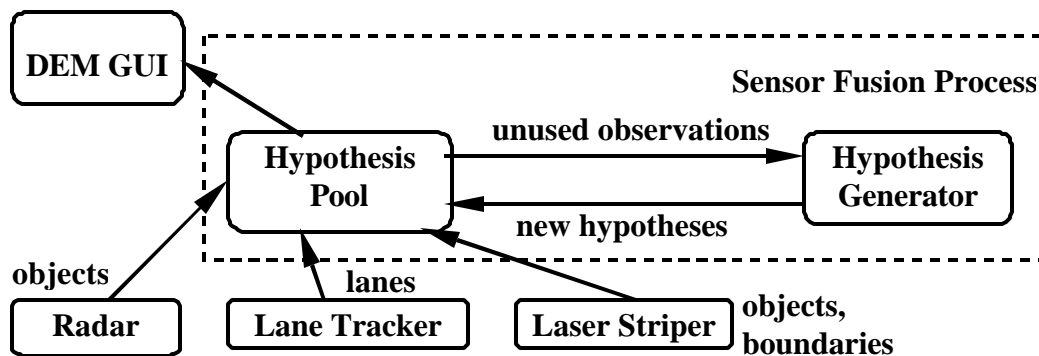 DEM GUI
Sensor Fusion Process
unused observations
Hypothesis
Pool
Hypothesis
Generator
new hypotheses
objects
lanes
Radar
Lane Tracker
Laser Striper
objects,
boundaries